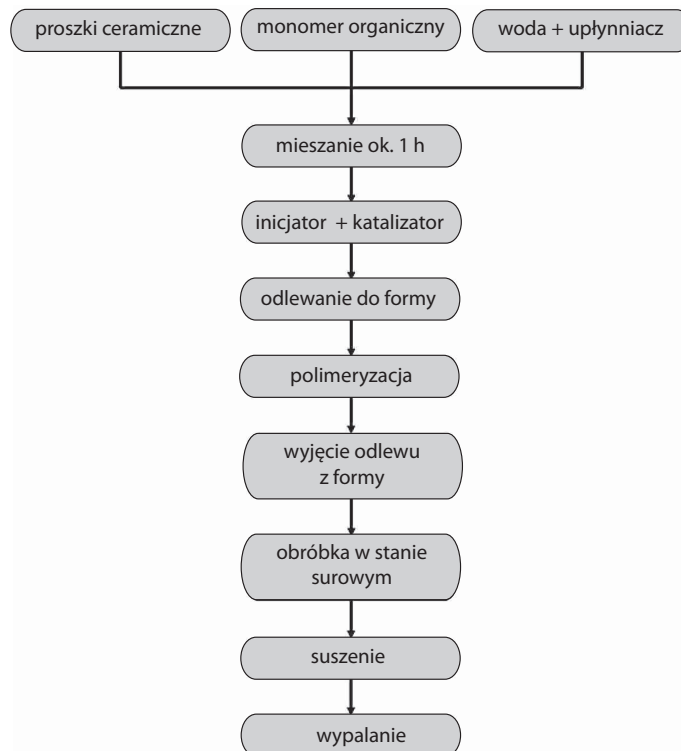 proszki ceramiczne
monomer organiczny
woda + upłynniacz
mieszanie ok. 1 h
inicjator + katalizator
odlewanie do formy
polimeryzacja
wyjęcie odlewu
z formy
obróbka w stanie
surowym
suszenie
wypalanie